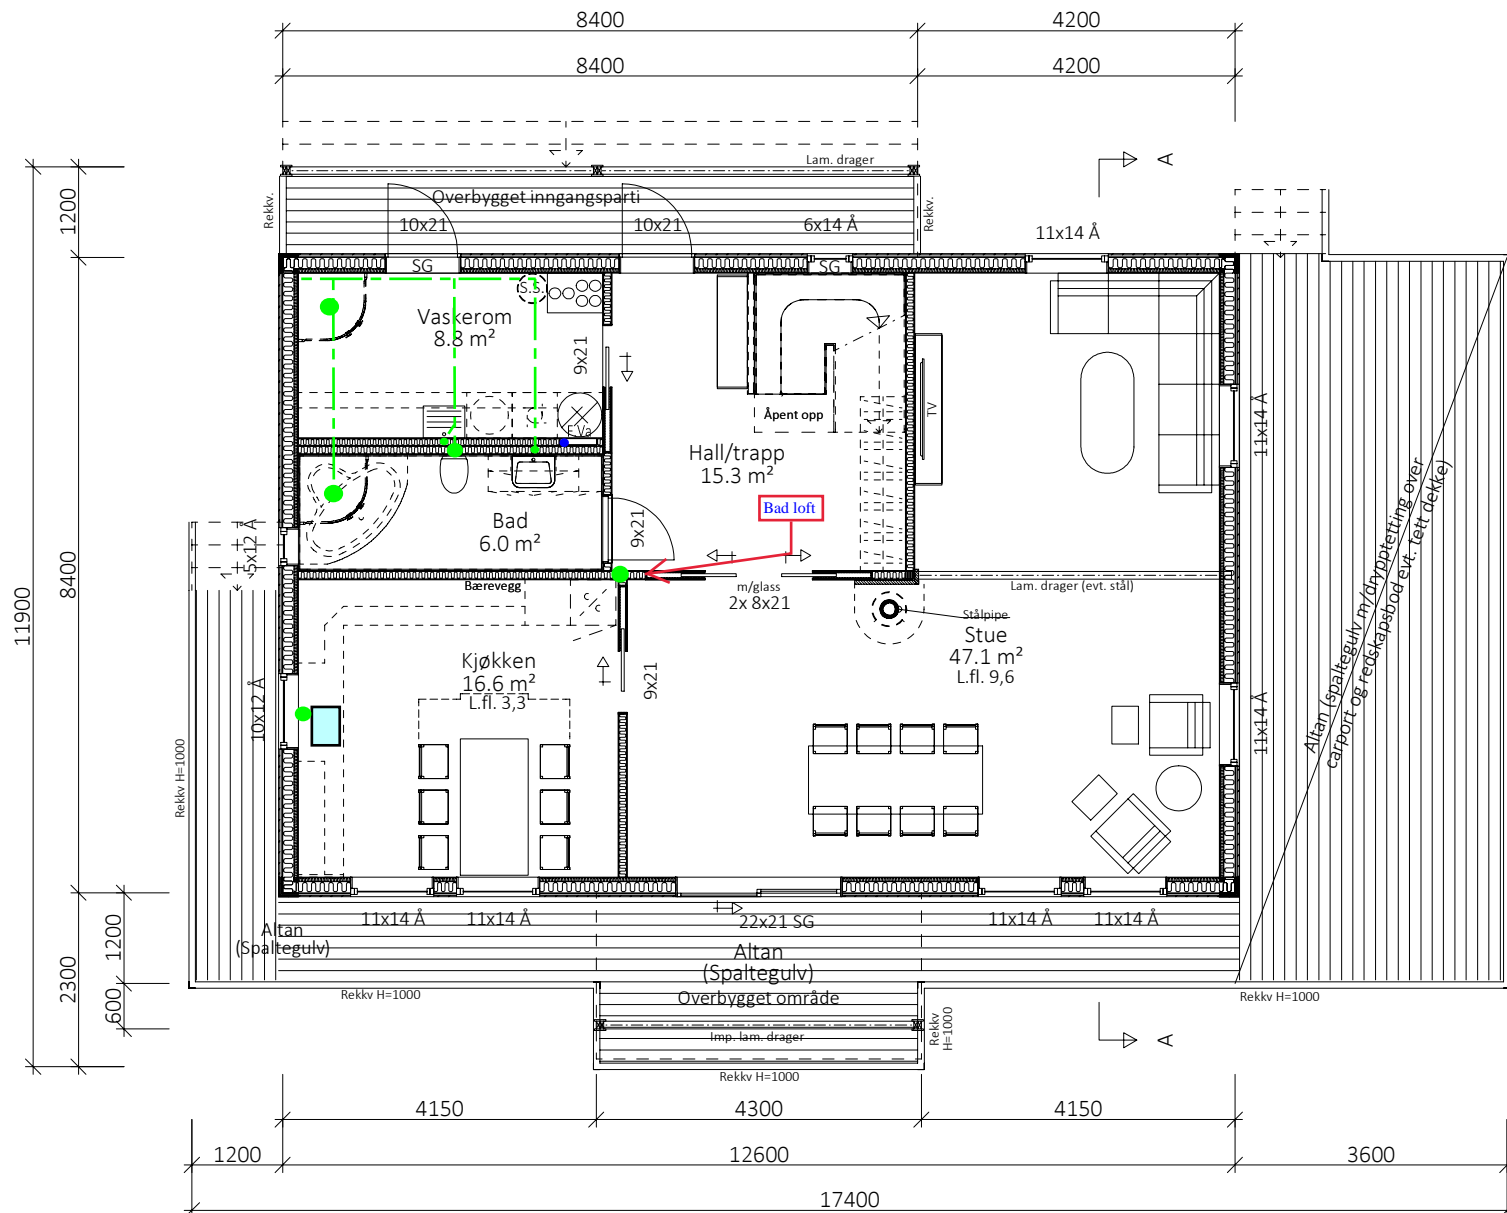 8400
4200
8400
4200
Lam. drager
A
Rekkv.
Overbygget inngangsparti
Rekkv.
10x21
10x21
6x14 Å
11x14 Å
1200
SG
SG
S.S.
Vaskerom
8.8 m²
9x21
TV
Åpent opp
F.Va
11x14 Å
Hall/trapp
15.3 m²
Bad loft
Bad
6.0 m²
9x21
5x12 Å
8400
11900
Bærevegg
m/glass
2x 8x21
Lam. drager (evt. stål)
Stålpipe
Stue
47.1 m²
L.fl. 9,6
C
C
Kjøkken
16.6 m²
L.fl. 3,3
9x21
10x12 Å
11x14 Å
Altan (spaltegulv m/drypptetting over
carport og redskapsbod evt. tett dekke)
Rekkv H=1000
11x14 Å
11x14 Å
22x21 SG
11x14 Å
11x14 Å
Altan
(Spaltegulv)
Altan
(Spaltegulv)
1200
2300
600
Rekkv H=1000
Overbygget område
Rekkv H=1000
Imp. lam. drager
Rekkv
H=1000
A
Rekkv H=1000
4150
4300
4150
1200
12600
3600
17400